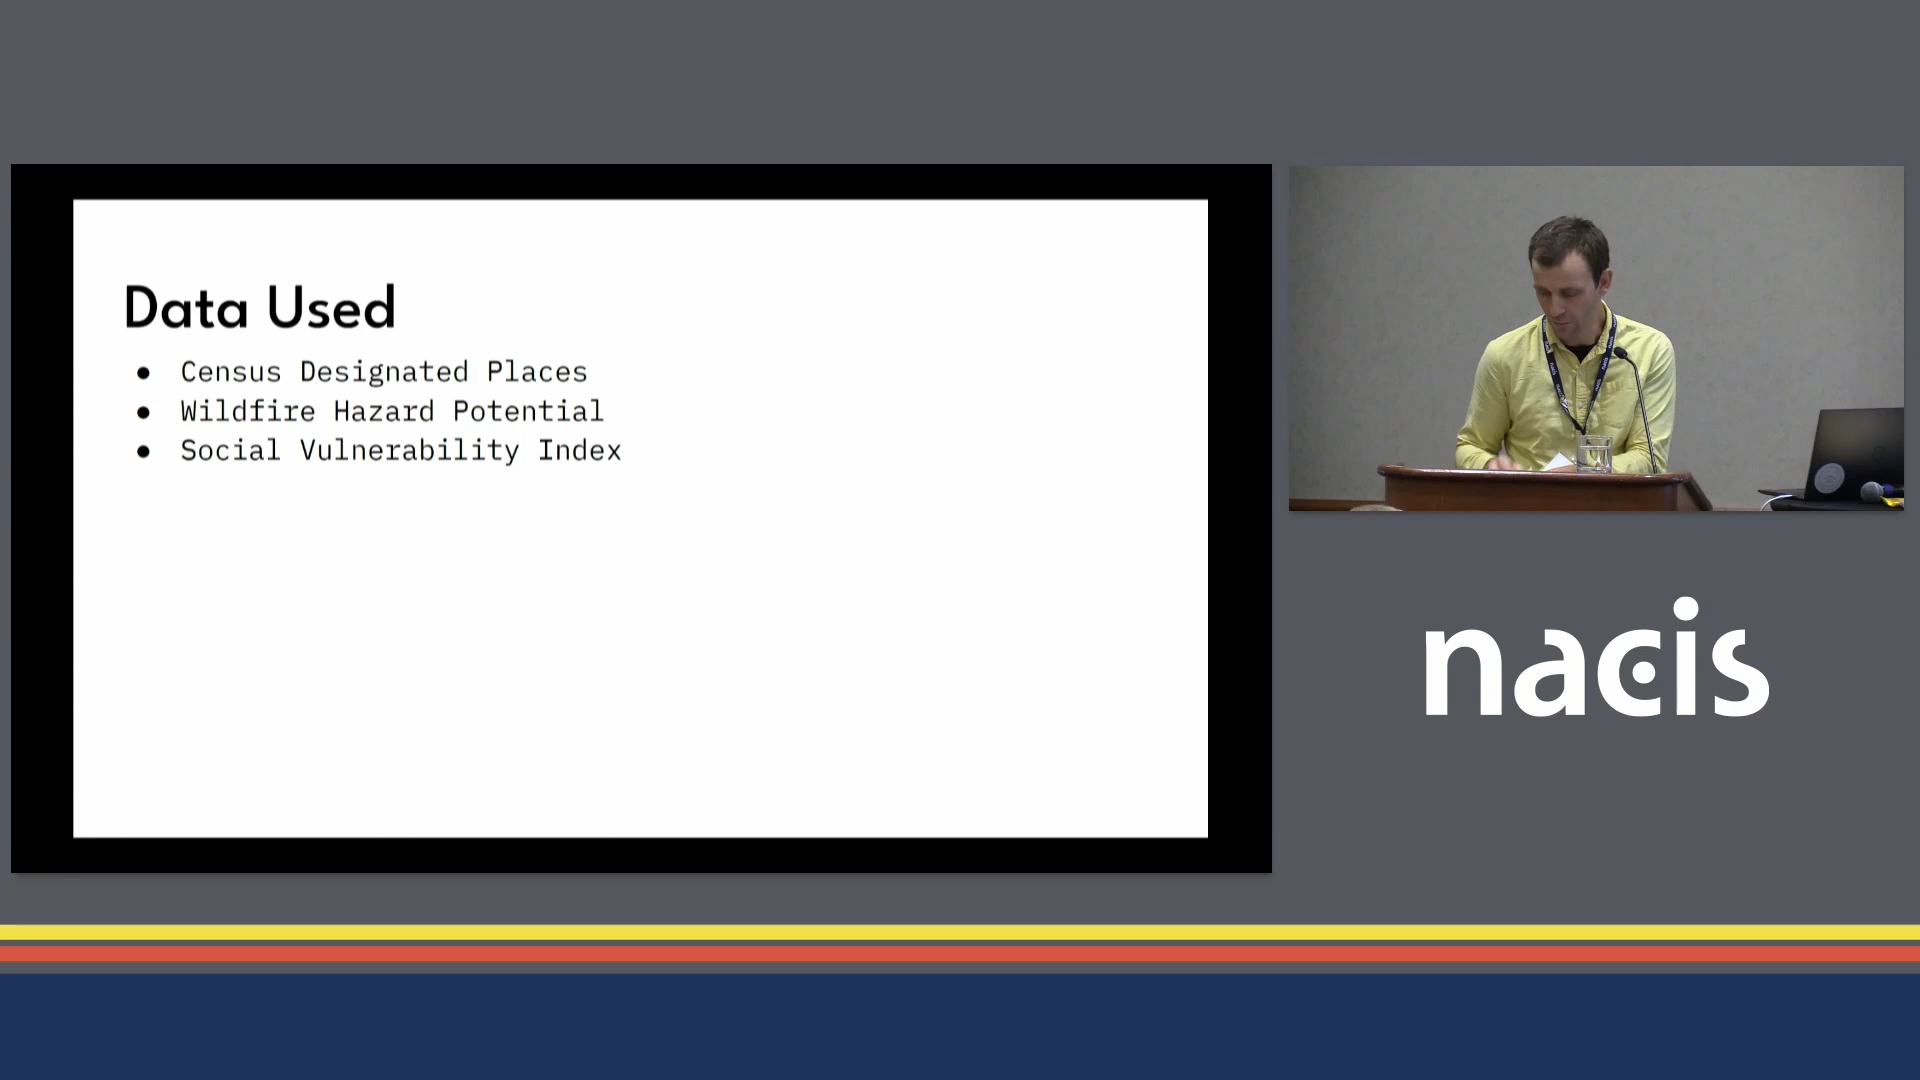 Data Used
● Census Designated Places
● Wildfire Hazard Potential
● Social Vulnerability Index
nacis